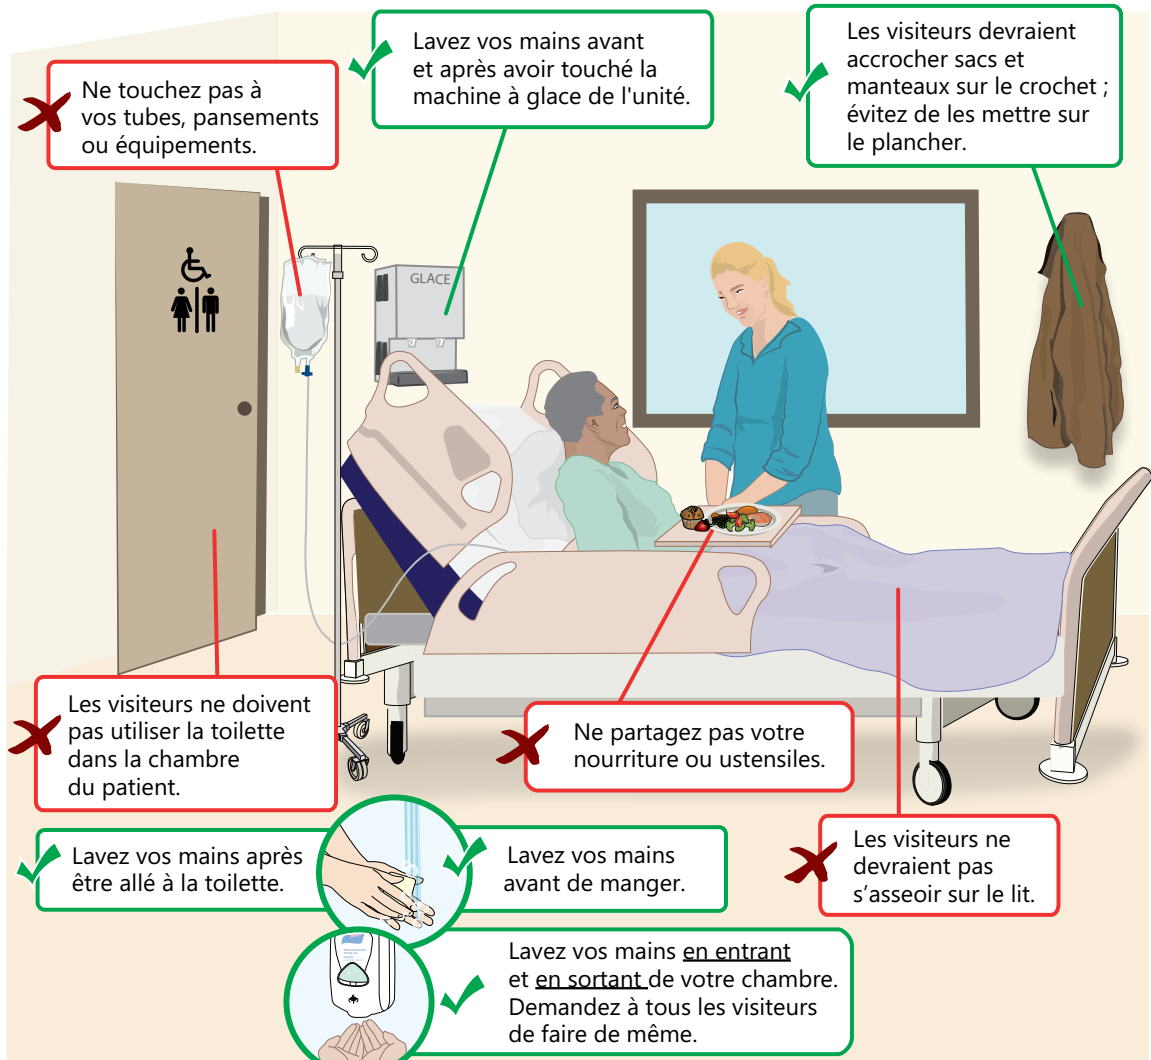 Ne touchez pas à
vos tubes, pansements
ou équipements.
Lavez vos mains avant
et après avoir touché la
machine à glace de l'unité.
Les visiteurs devraient
accrocher sacs et
manteaux sur le crochet ;
évitez de les mettre sur
le plancher.
GLACE
Les visiteurs ne doivent
pas utiliser la toilette
dans la chambre
du patient.
Ne partagez pas votre
nourriture ou ustensiles.
Les visiteurs ne
devraient pas
s’asseoir sur le lit.
Lavez vos mains après
être allé à la toilette.
Lavez vos mains
avant de manger.
Lavez vos mains en entrant
et en sortant de votre chambre.
Demandez à tous les visiteurs
de faire de même.